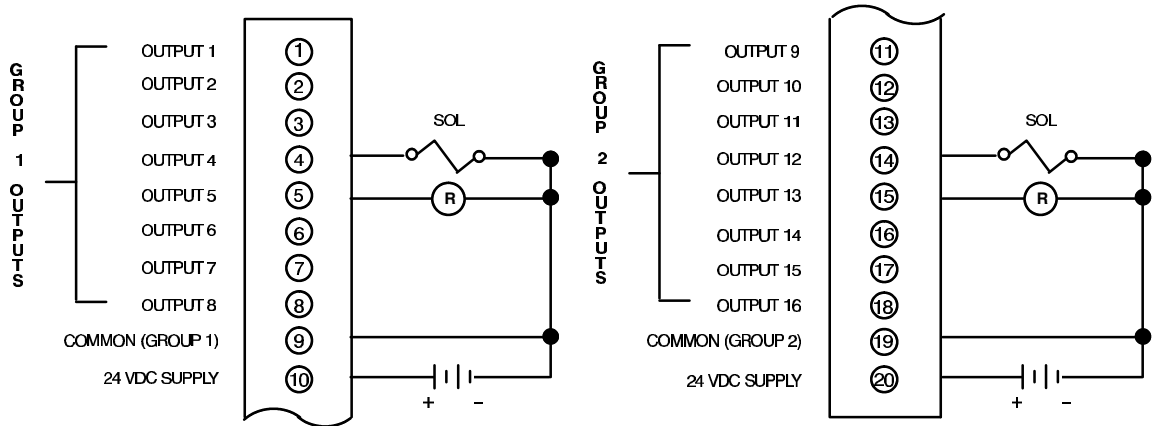 GROUP 1 OUTPUTS
OUTPUT 1 1
OUTPUT 2 2
OUTPUT 3 3
OUTPUT 4 4
OUTPUT 5 5
OUTPUT 6 6
OUTPUT 7 7
OUTPUT 8 8
COMMON (GROUP 1) 9
24 VDC SUPPLY 10
SOL
R
+ −
GROUP 2 OUTPUTS
OUTPUT 9 11
OUTPUT 10 12
OUTPUT 11 13
OUTPUT 12 14
OUTPUT 13 15
OUTPUT 14 16
OUTPUT 15 17
OUTPUT 16 18
COMMON (GROUP 2) 19
24 VDC SUPPLY 20
SOL
R
+ −